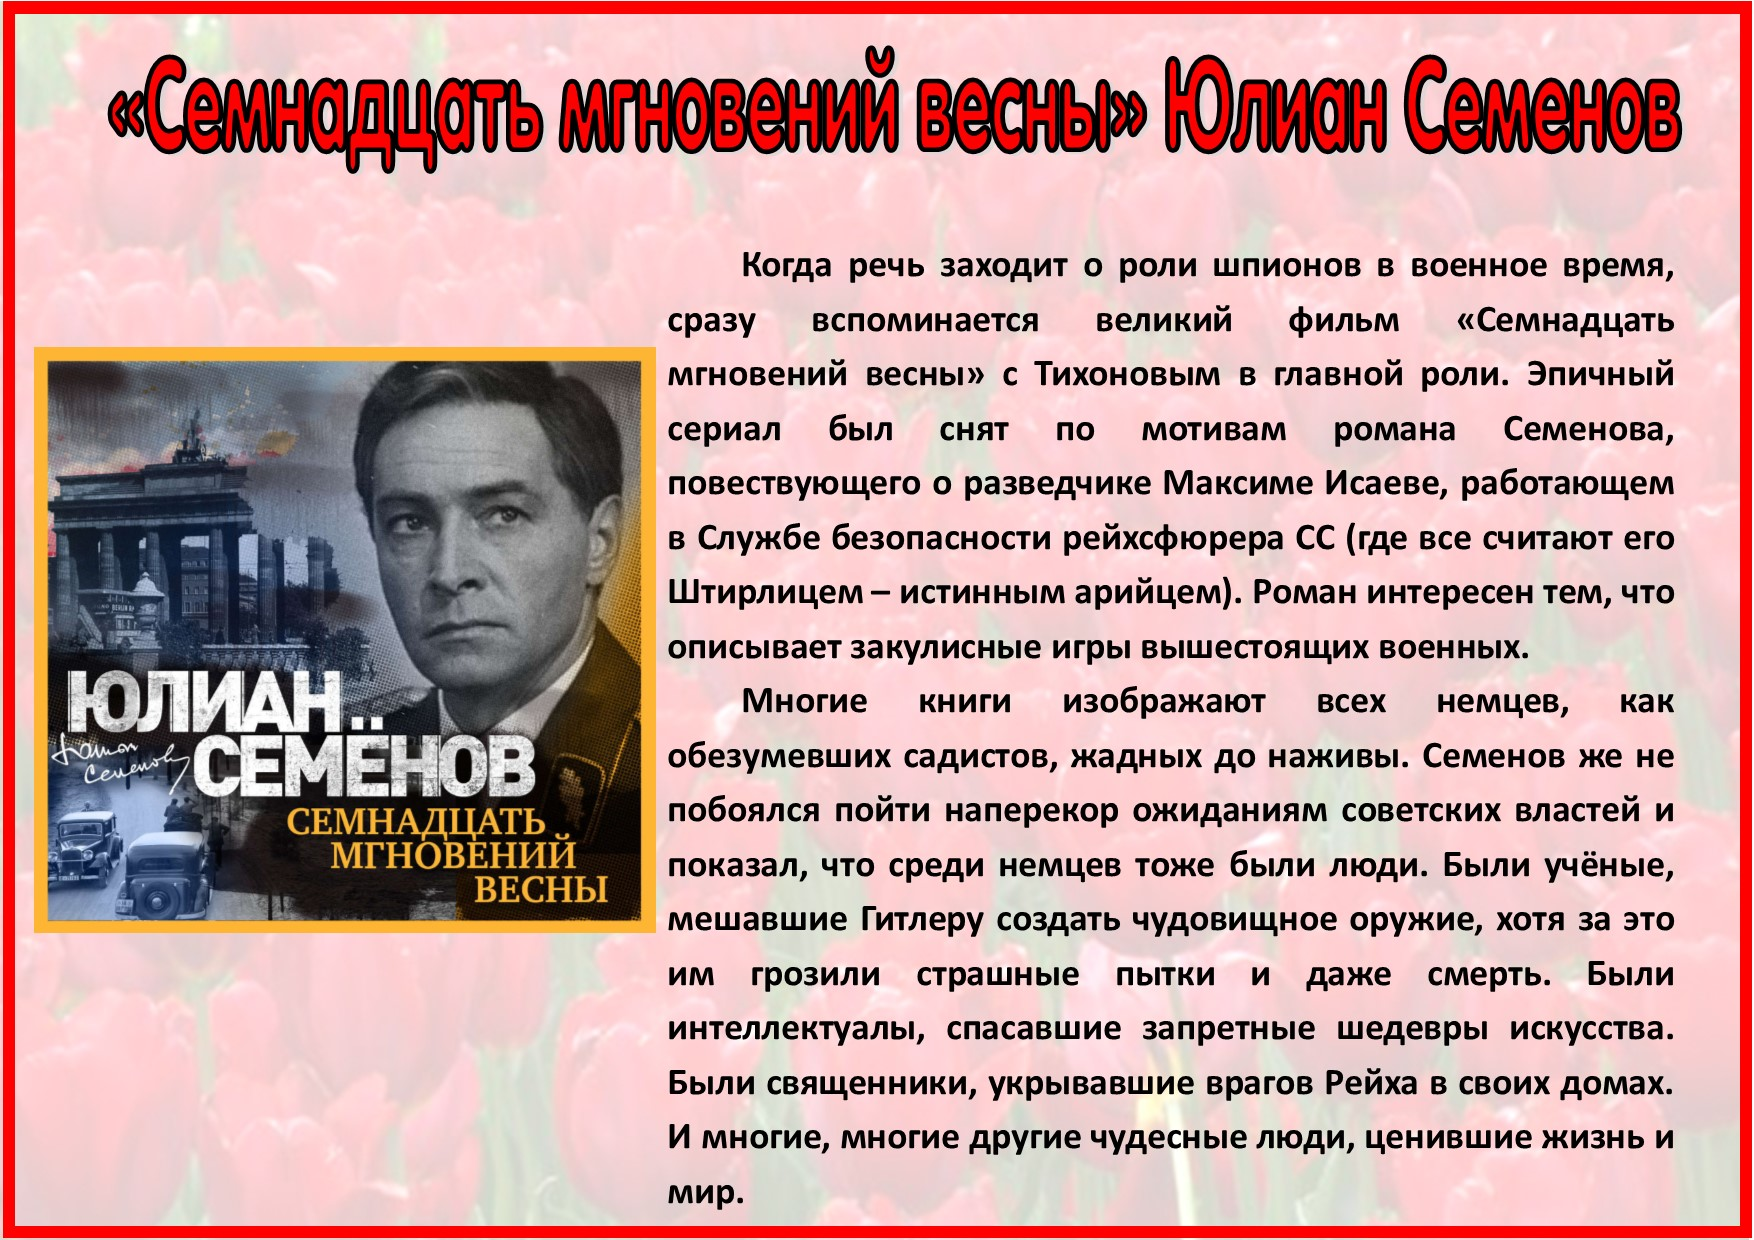 «Семнадцать мгновений весны» Юлиан Семенов
Когда речь заходит о роли шпионов в военное время,
сразу вспоминается великий фильм «Семнадцать
мгновений весны» с Тихоновым в главной роли. Эпичный
сериал был снят по мотивам романа Семенова,
повествующего о разведчике Максиме Исаеве, работающем
в Службе безопасности рейхсфюрера СС (где все считают его
Штирлицем – истинным арийцем). Роман интересен тем, что
описывает закулисные игры вышестоящих военных.
Многие книги изображают всех немцев, как
обезумевших садистов, жадных до наживы. Семенов же не
побоялся пойти наперекор ожиданиям советских властей и
показал, что среди немцев тоже были люди. Были учёные,
мешавшие Гитлеру создать чудовищное оружие, хотя за это
им грозили страшные пытки и даже смерть. Были
интеллектуалы, спасавшие запретные шедевры искусства.
Были священники, укрывавшие врагов Рейха в своих домах.
И многие, многие другие чудесные люди, ценившие жизнь и
мир.
ЮЛИАН
СЕМЁНОВ
СЕМНАДЦАТЬ
МГНОВЕНИЙ
ВЕСНЫ